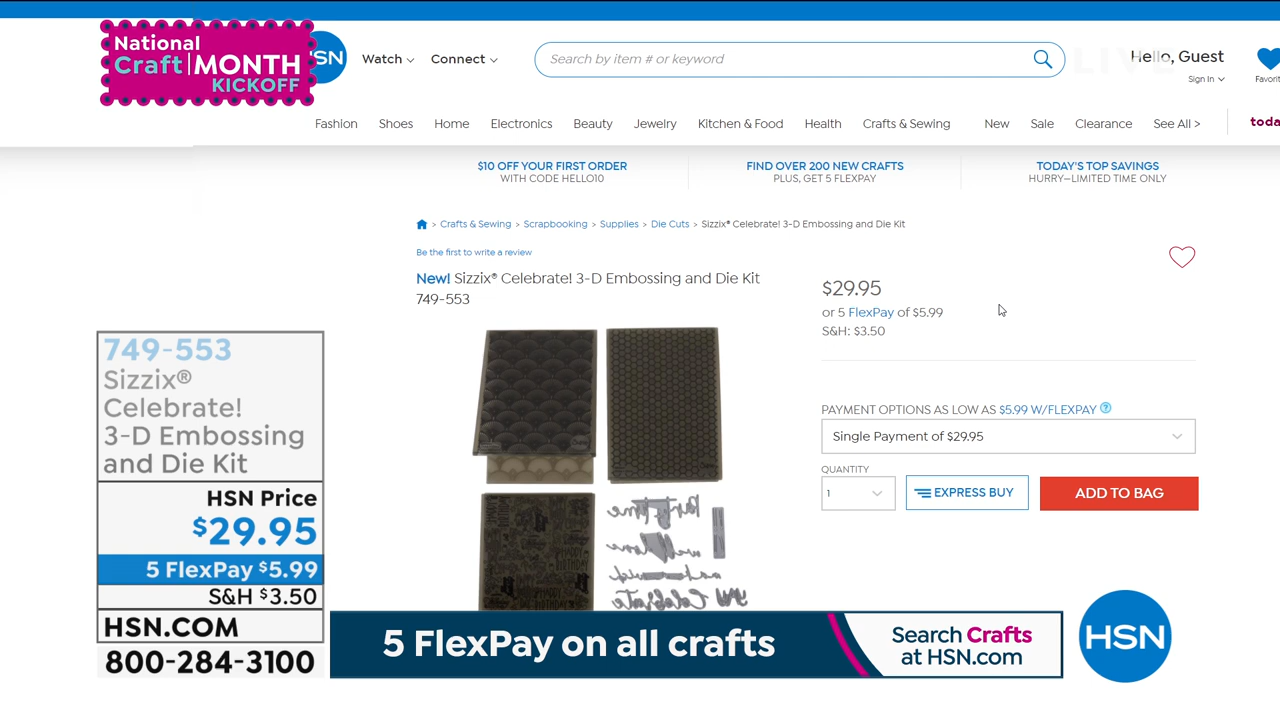 National
Craft MONTH
KICKOFF
HSN
Watch
Connect
Search by item # or keyword
LIVE
Hello, Guest
Sign In
Favorit
Fashion
Shoes
Home
Electronics
Beauty
Jewelry
Kitchen & Food
Health
Crafts & Sewing
New
Sale
Clearance
See All >
toda
$10 OFF YOUR FIRST ORDER
WITH CODE HELLO10
FIND OVER 200 NEW CRAFTS
PLUS, GET 5 FLEXPAY
TODAY'S TOP SAVINGS
HURRY—LIMITED TIME ONLY
> Crafts & Sewing > Scrapbooking > Supplies > Die Cuts > Sizzix® Celebrate! 3-D Embossing and Die Kit
Be the first to write a review
New! Sizzix® Celebrate! 3-D Embossing and Die Kit
749-553
$29.95
or 5 FlexPay of $5.99
S&H: $3.50
PAYMENT OPTIONS AS LOW AS $5.99 W/FLEXPAY ?
Single Payment of $29.95
QUANTITY
1
EXPRESS BUY
ADD TO BAG
749-553
Sizzix®
Celebrate!
3-D Embossing
and Die Kit
HSN Price
$29.95
5 FlexPay $5.99
S&H $3.50
HSN.COM
800-284-3100
HAPPY
BIRTHDAY
5 FlexPay on all crafts
Search Crafts
at HSN.com
HSN